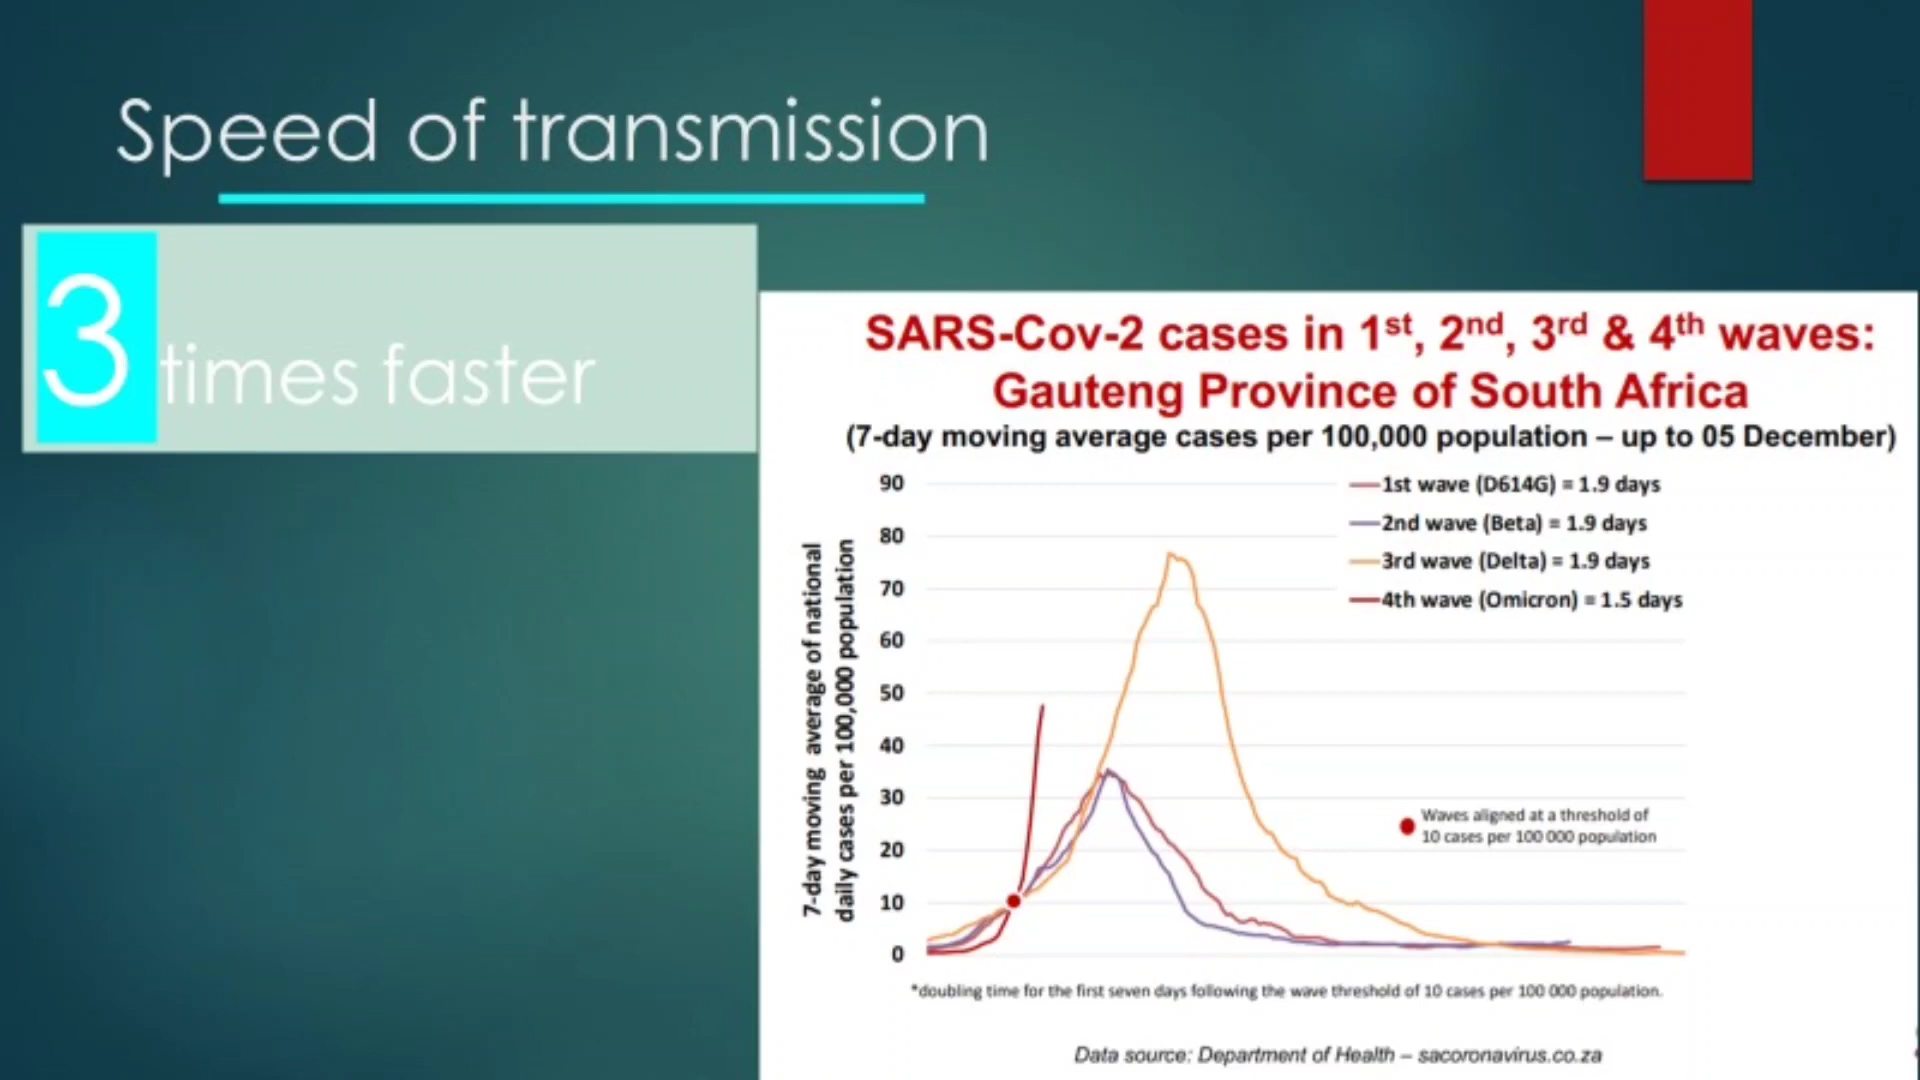 Speed of transmission
3 times faster
SARS-Cov-2 cases in 1st, 2nd, 3rd & 4th waves:
Gauteng Province of South Africa
(7-day moving average cases per 100,000 population – up to 05 December)
7-day moving average of national
daily cases per 100,000 population
90
80
70
60
50
40
30
20
10
0
1st wave (D614G) = 1.9 days
2nd wave (Beta) = 1.9 days
3rd wave (Delta) = 1.9 days
4th wave (Omicron) = 1.5 days
Waves aligned at a threshold of
10 cases per 100 000 population
*doubling time for the first seven days following the wave threshold of 10 cases per 100 000 population.
Data source: Department of Health – sacoronavirus.co.za